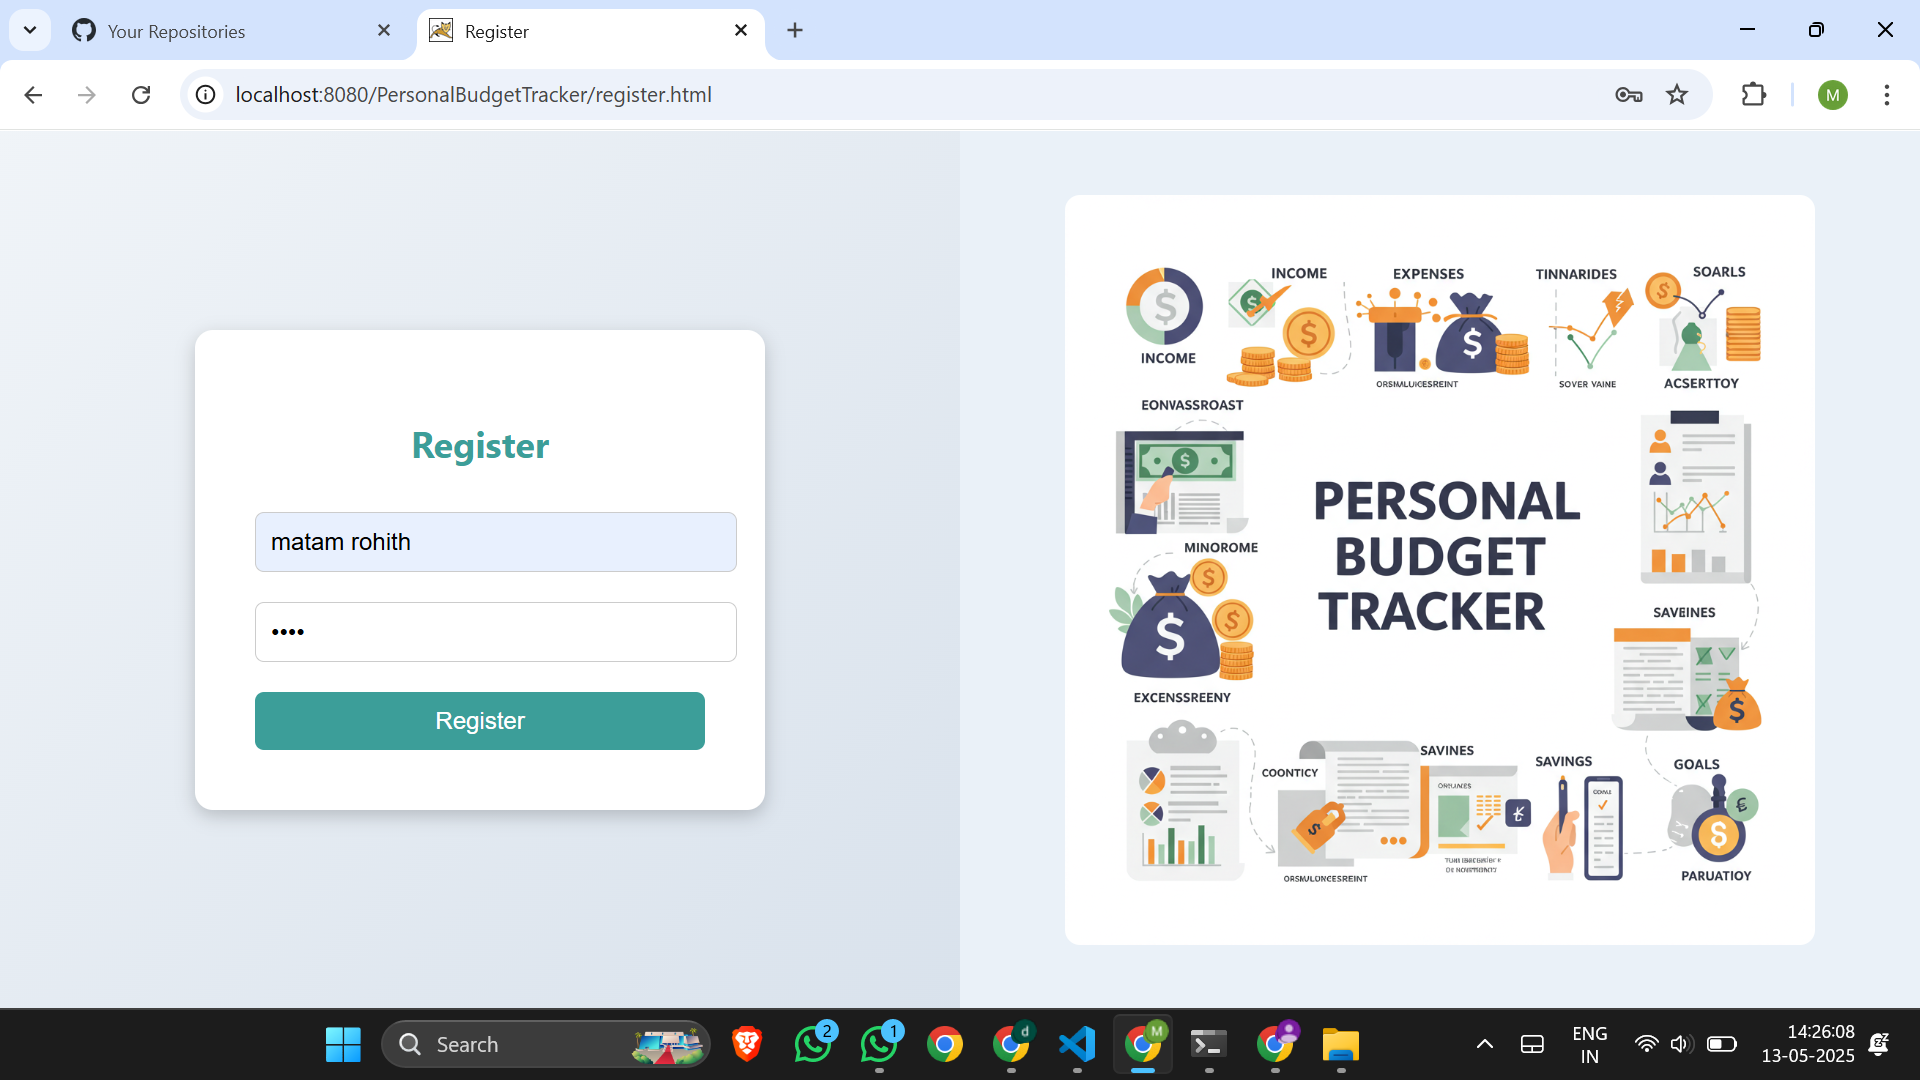 Your Repositories
Register
localhost:8080/PersonalBudgetTracker/register.html
M
Register
matam rohith
Register
INCOME
EXPENSES
TINNARIDES
SOARLS
INCOME
ORSMALUICESREINT
SOVER VAINE
ACSERTTOY
EONWASSROAST
MINOROME
PERSONAL
BUDGET
TRACKER
SAVEINES
EXCENSSREENY
COONTICY
SAVINES
SAVINGS
GOALS
ORSMULONCESREINT
PARUATIOY
Search
2
1
d
M
ENG
IN
14:26:08
13-05-2025